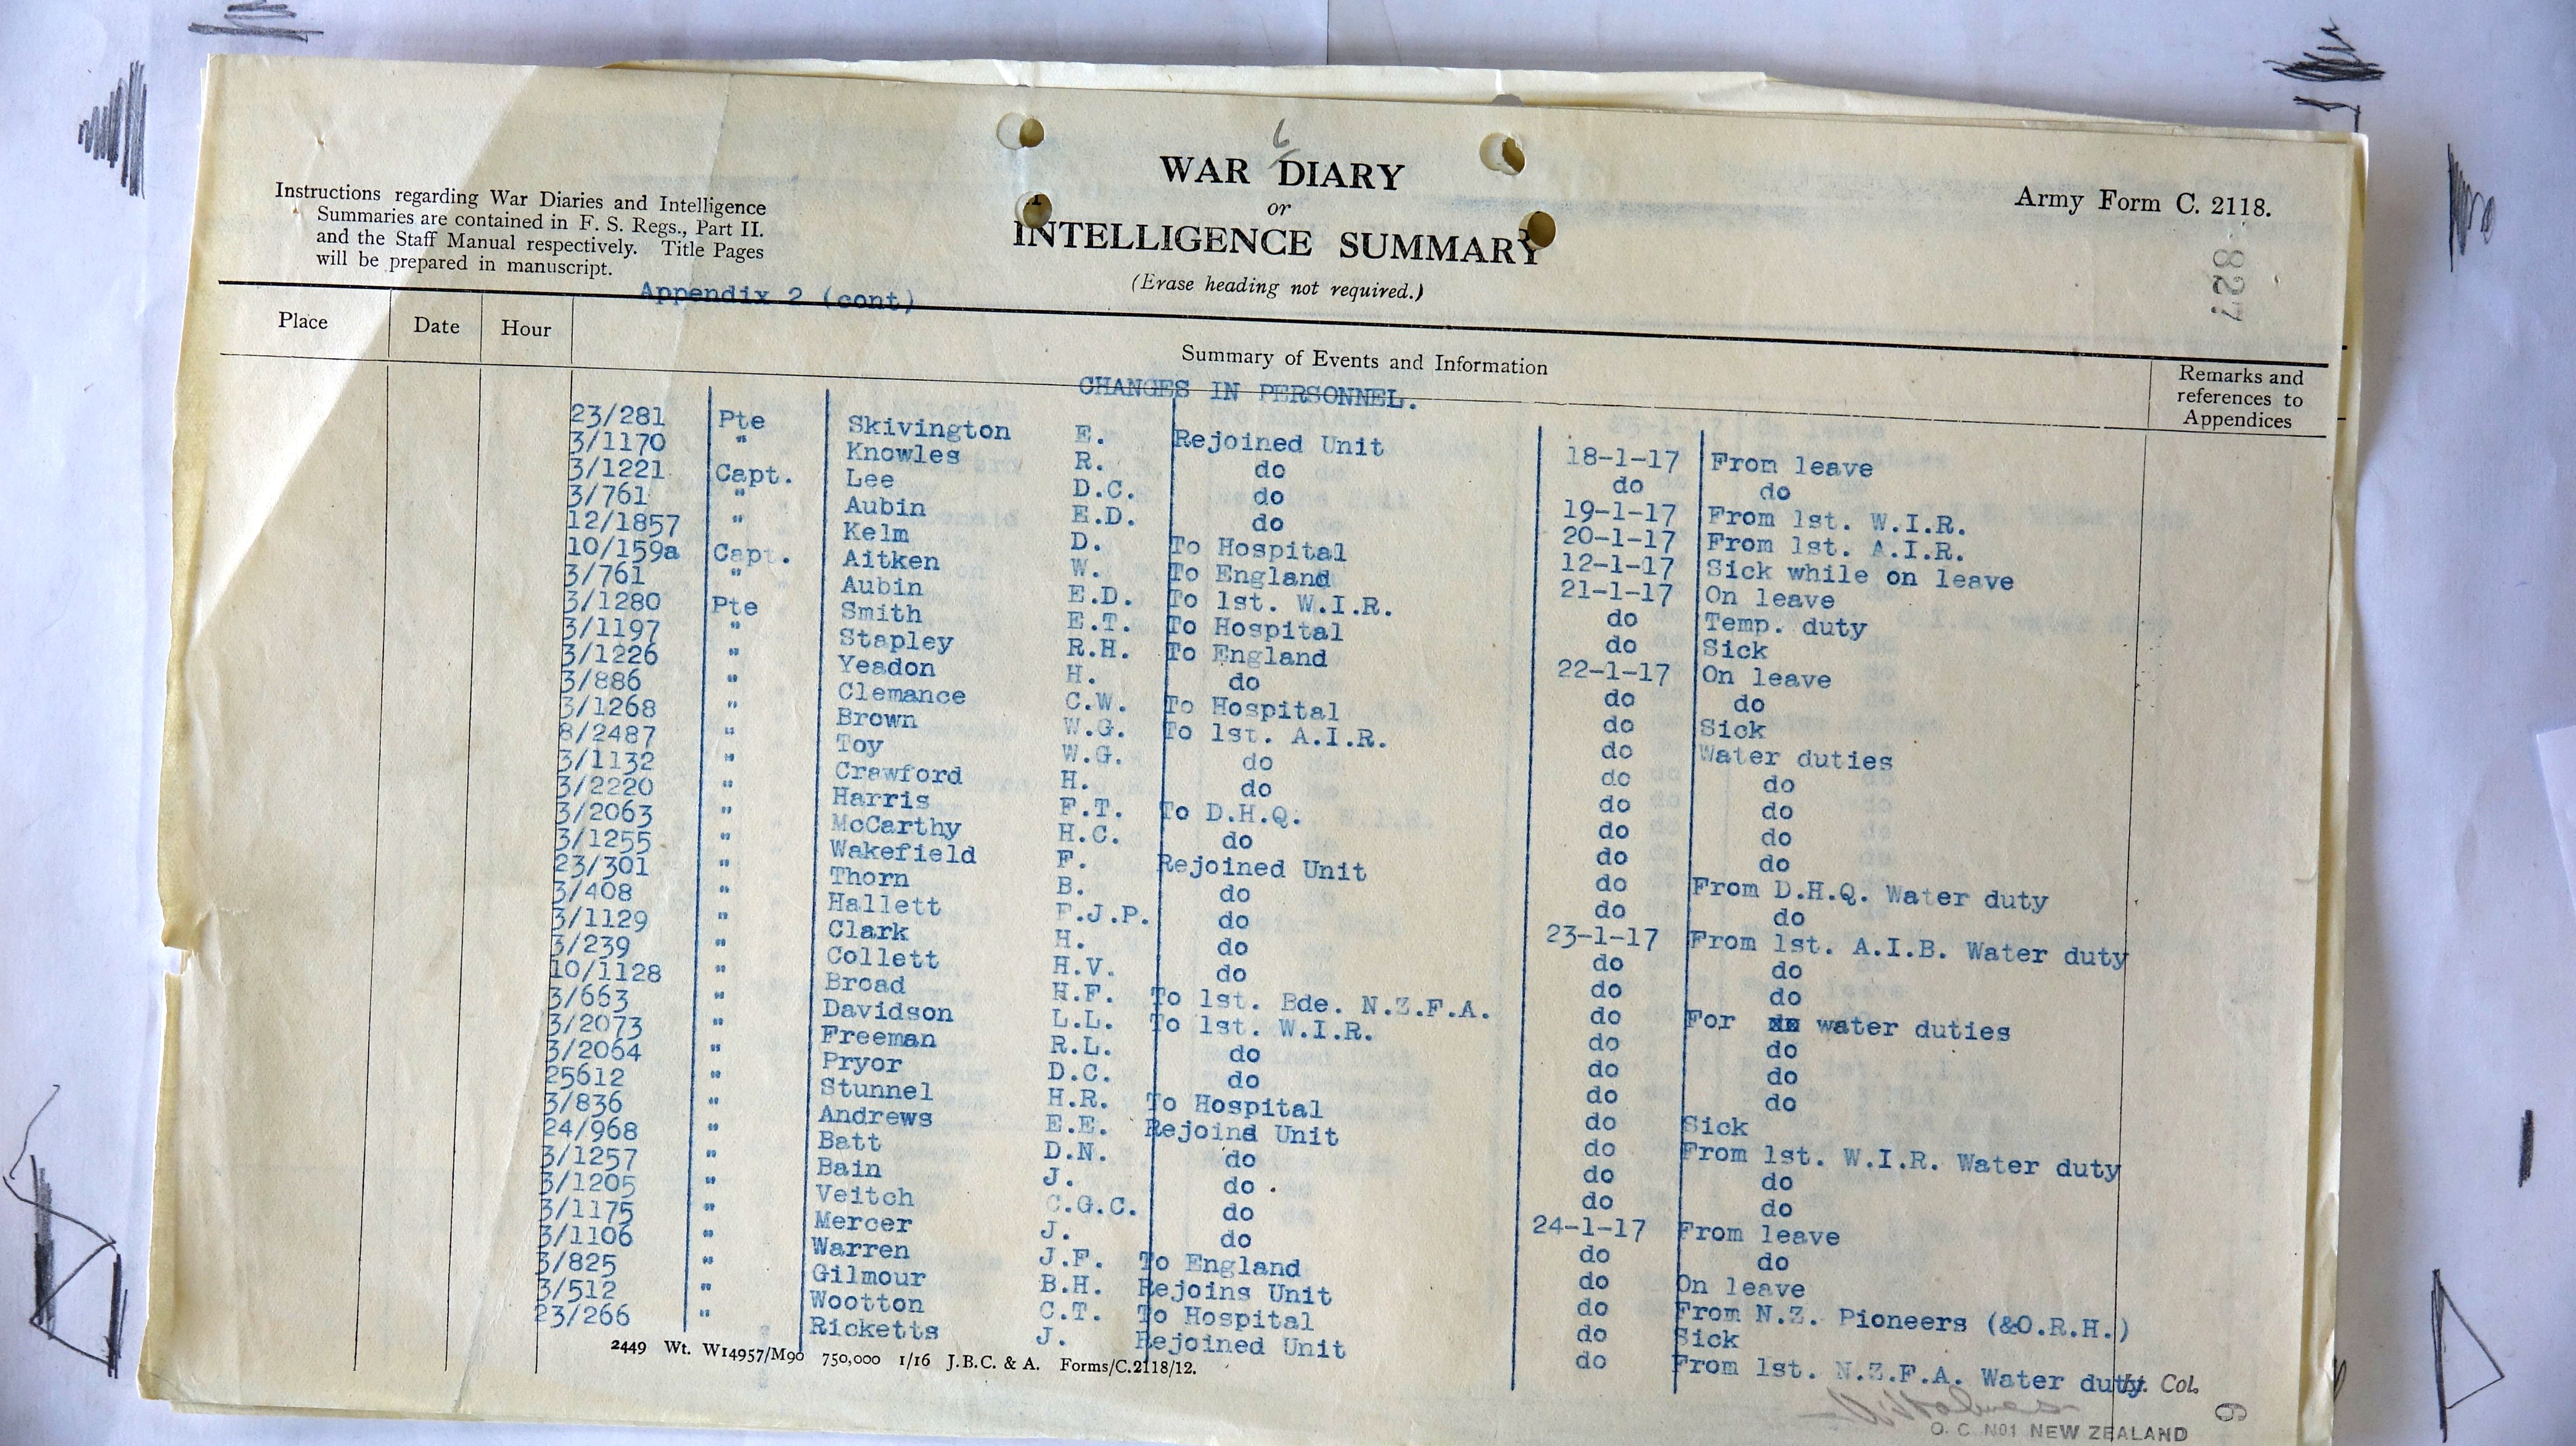 6
WAR DIARY
or
INTELLIGENCE SUMMARY
(Erase heading not required.)
Instructions regarding War Diaries and Intelligence
Summaries are contained in F. S. Regs., Part II.
and the Staff Manual respectively. Title Pages
will be prepared in manuscript.
Army Form C. 2118.
827
Appendix 2 (cont)
Place Date Hour Summary of Events and Information Remarks and
references to
Appendices
CHANGES IN PERSONNEL.
23/281 Pte Skivington E. Rejoined Unit 18-1-17 From leave
3/1170 " Knowles R. do do do
3/1221 Capt. Lee D.C. do 19-1-17 From 1st. W.I.R.
3/761 " Aubin E.D. do 20-1-17 From 1st. A.I.R.
12/1857 " Kelm D. To Hospital 12-1-17 Sick while on leave
10/159a Capt. Aitken W. To England 21-1-17 On leave
3/761 " Aubin E.D. To 1st. W.I.R. do Temp. duty
3/1280 Pte Smith E.T. To Hospital do Sick
3/1197 " Stapley R.H. To England 22-1-17 On leave
3/1226 " Yeadon H. do do do
3/886 " Clemance C.W. To Hospital do Sick
3/1268 " Brown W.G. To 1st. A.I.R. do Water duties
8/2487 " Toy W.G. do do do
3/1132 " Crawford H. do do do
3/2220 " Harris F.T. To D.H.Q. do do
3/2063 " McCarthy H.C. do do do
3/1255 " Wakefield F. Rejoined Unit do From D.H.Q. Water duty
23/301 " Thorn B. do do do
3/408 " Hallett F.J.P. do 23-1-17 From 1st. A.I.B. Water duty
3/1129 " Clark H. do do do
3/239 " Collett H.V. do do do
10/1128 " Broad H.F. To 1st. Bde. N.Z.F.A. do For water duties
3/663 " Davidson L.L. To 1st. W.I.R. do do
3/2073 " Freeman R.L. do do do
3/2064 " Pryor D.C. do do do
25612 " Stunnel H.R. To Hospital do Sick
3/836 " Andrews E.E. Rejoind Unit do From 1st. W.I.R. Water duty
24/968 " Batt D.N. do do do
3/1257 " Bain J. do do do
3/1205 " Veitch C.G.C. do 24-1-17 From leave
3/1175 " Mercer J. do do do
3/1106 " Warren J.F. To England do On leave
3/825 " Gilmour B.H. Rejoins Unit do From N.Z. Pioneers (&O.R.H.)
3/512 " Wootton C.T. To Hospital do Sick
23/266 " Ricketts J. Rejoined Unit do From 1st. N.Z.F.A. Water duty
2449 Wt. W14957/M90 750,000 1/16 J.B.C. & A. Forms/C.2118/12.
Lt. Col.
O. C. No1 NEW ZEALAND
6